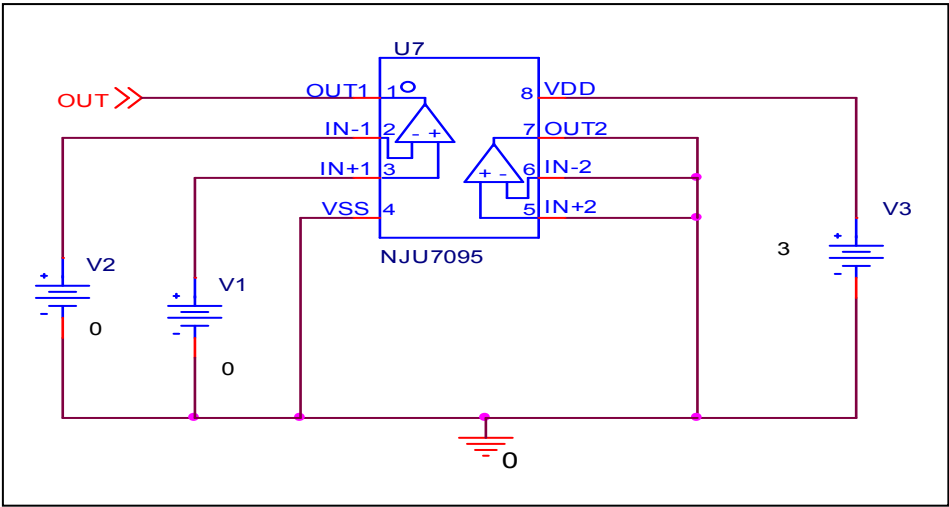 U7
OUT
OUT1
1
8
VDD
IN-1
2
- +
7
OUT2
IN+1
3
+ -
6
IN-2
VSS
4
5
IN+2
NJU7095
V3
+
3
-
V2
+
-
0
V1
+
-
0
0